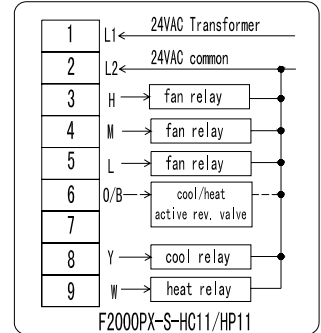 1 L1 24VAC Transformer
2 L2 24VAC common
3 H fan relay
4 M fan relay
5 L fan relay
6 O/B cool/heat
7 active rev. valve
8 Y cool relay
9 W heat relay
F2000PX-S-HC11/HP11